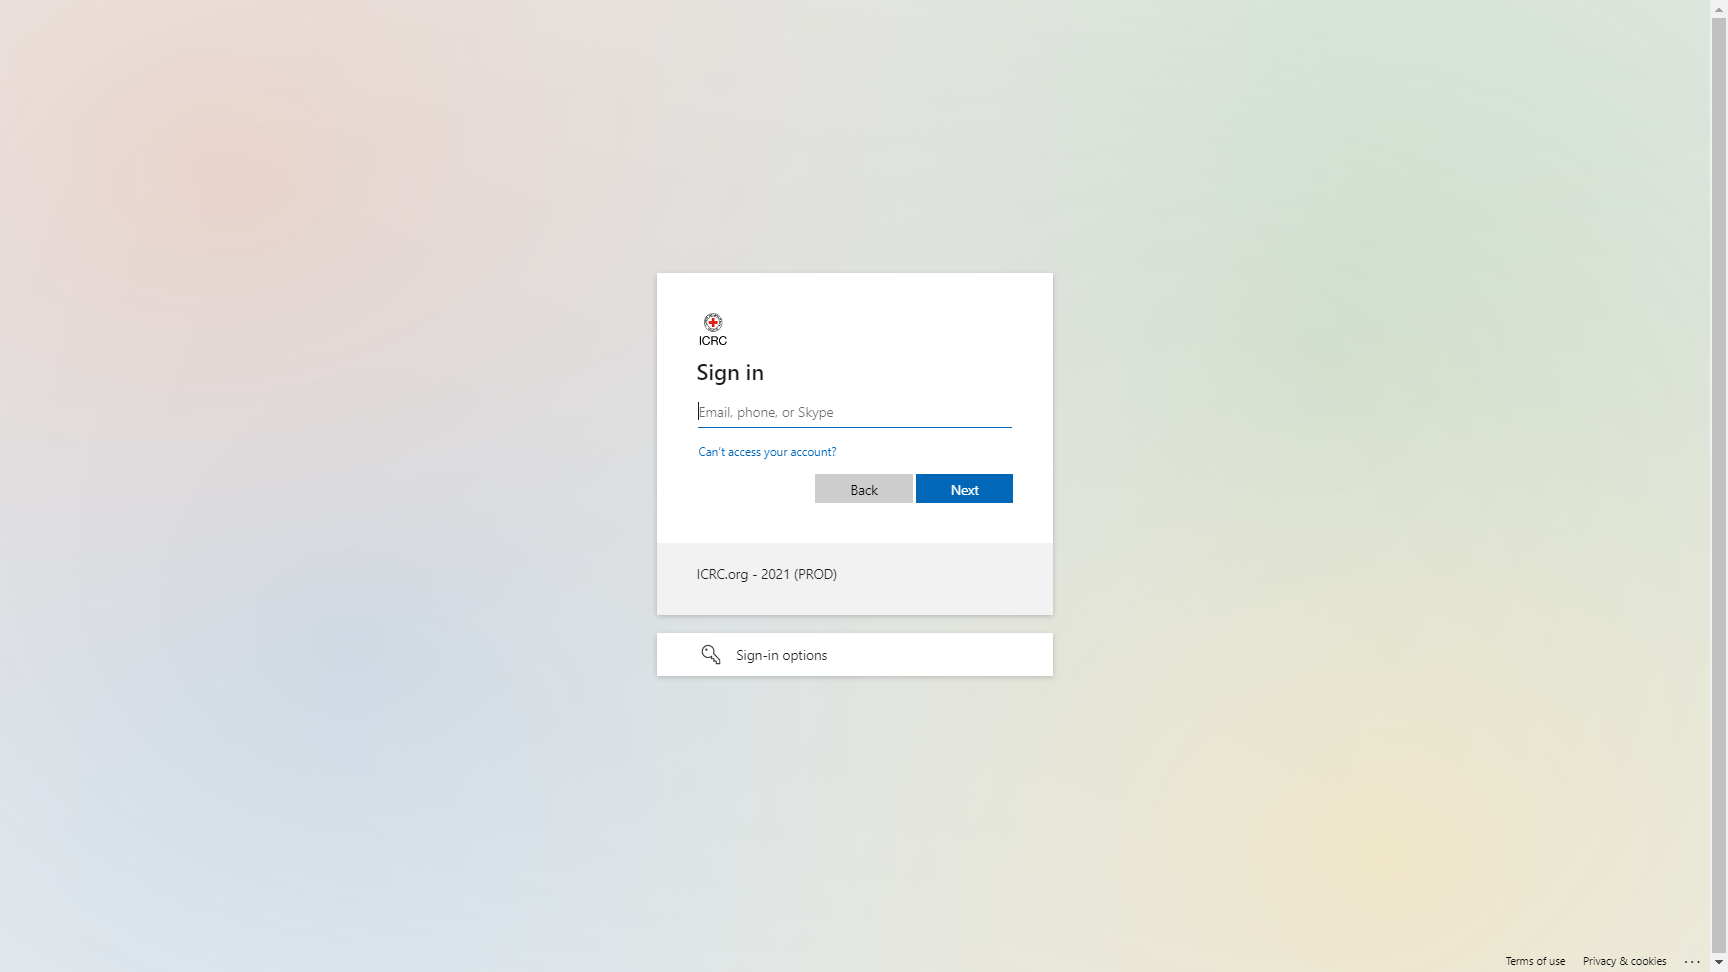 ICRC
Sign in
Email, phone, or Skype
Can't access your account?
Back
Next
ICRC.org - 2021 (PROD)
Sign-in options
Terms of use
Privacy & cookies
...